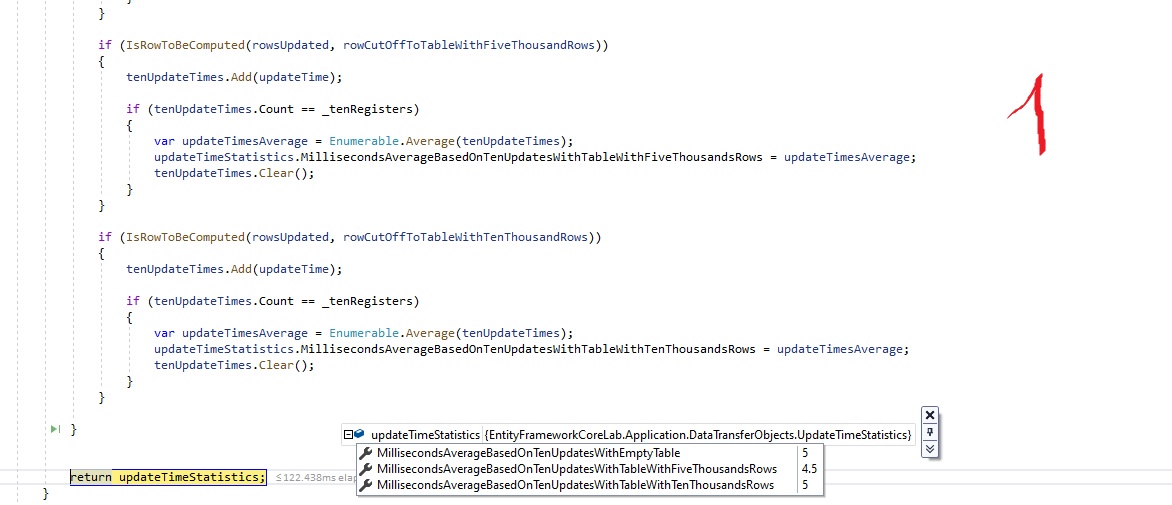 }
if (IsRowToBeComputed(rowsUpdated, rowCutOffToTableWithFiveThousandRows))
{
tenUpdateTimes.Add(updateTime);
if (tenUpdateTimes.Count == _tenRegisters)
{
var updateTimesAverage = Enumerable.Average(tenUpdateTimes);
updateTimeStatistics.MillisecondsAverageBasedOnTenUpdatesWithTableWithFiveThousandsRows = updateTimesAverage;
tenUpdateTimes.Clear();
}
}
1
if (IsRowToBeComputed(rowsUpdated, rowCutOffToTableWithTenThousandRows))
{
tenUpdateTimes.Add(updateTime);
if (tenUpdateTimes.Count == _tenRegisters)
{
var updateTimesAverage = Enumerable.Average(tenUpdateTimes);
updateTimeStatistics.MillisecondsAverageBasedOnTenUpdatesWithTableWithTenThousandsRows = updateTimesAverage;
tenUpdateTimes.Clear();
}
}
}
updateTimeStatistics {EntityFrameworkCoreLab.Application.DataTransferObjects.UpdateTimeStatistics}
MillisecondsAverageBasedOnTenUpdatesWithEmptyTable 5
MillisecondsAverageBasedOnTenUpdatesWithTableWithFiveThousandsRows 4.5
MillisecondsAverageBasedOnTenUpdatesWithTableWithTenThousandsRows 5
return updateTimeStatistics; ≤122.438ms elap
}